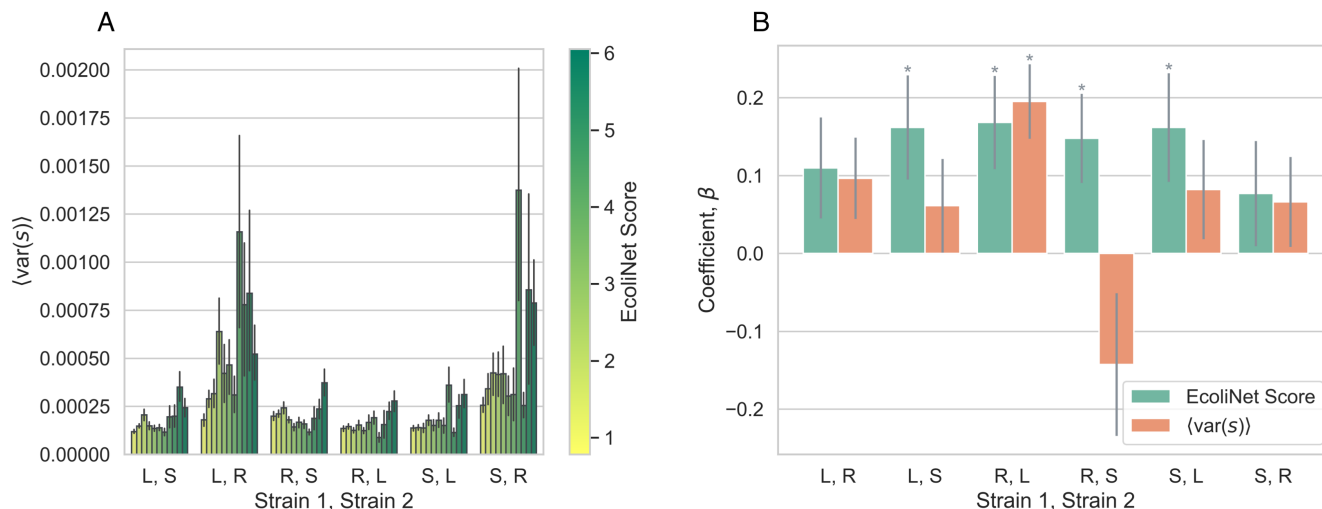 A
0.00200
0.00175
0.00150
0.00125
0.00100
0.00075
0.00050
0.00025
0.00000
⟨var(s)⟩
L, S
L, R
R, S
R, L
S, L
S, R
Strain 1, Strain 2
6
5
4
3
2
1
EcoliNet Score
B
0.2
0.1
0.0
−0.1
−0.2
Coefficient, β
*
*
*
*
*
EcoliNet Score
⟨var(s)⟩
L, R
L, S
R, L
R, S
S, L
S, R
Strain 1, Strain 2